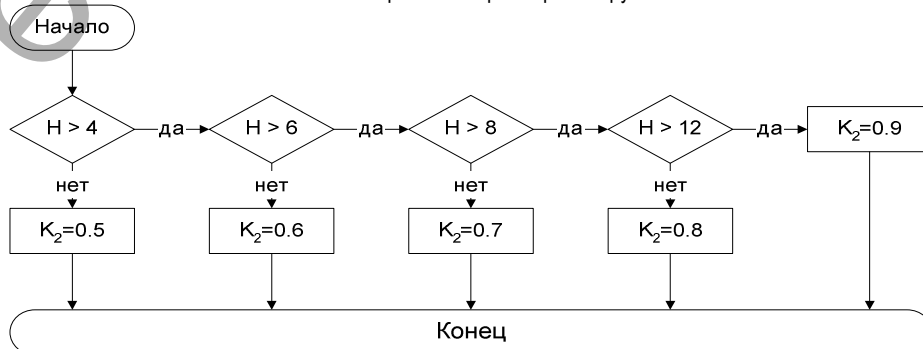 Начало
H > 4 да H > 6 да H > 8 да H > 12 да K₂=0.9
нет нет нет нет
K₂=0.5 K₂=0.6 K₂=0.7 K₂=0.8
Конец